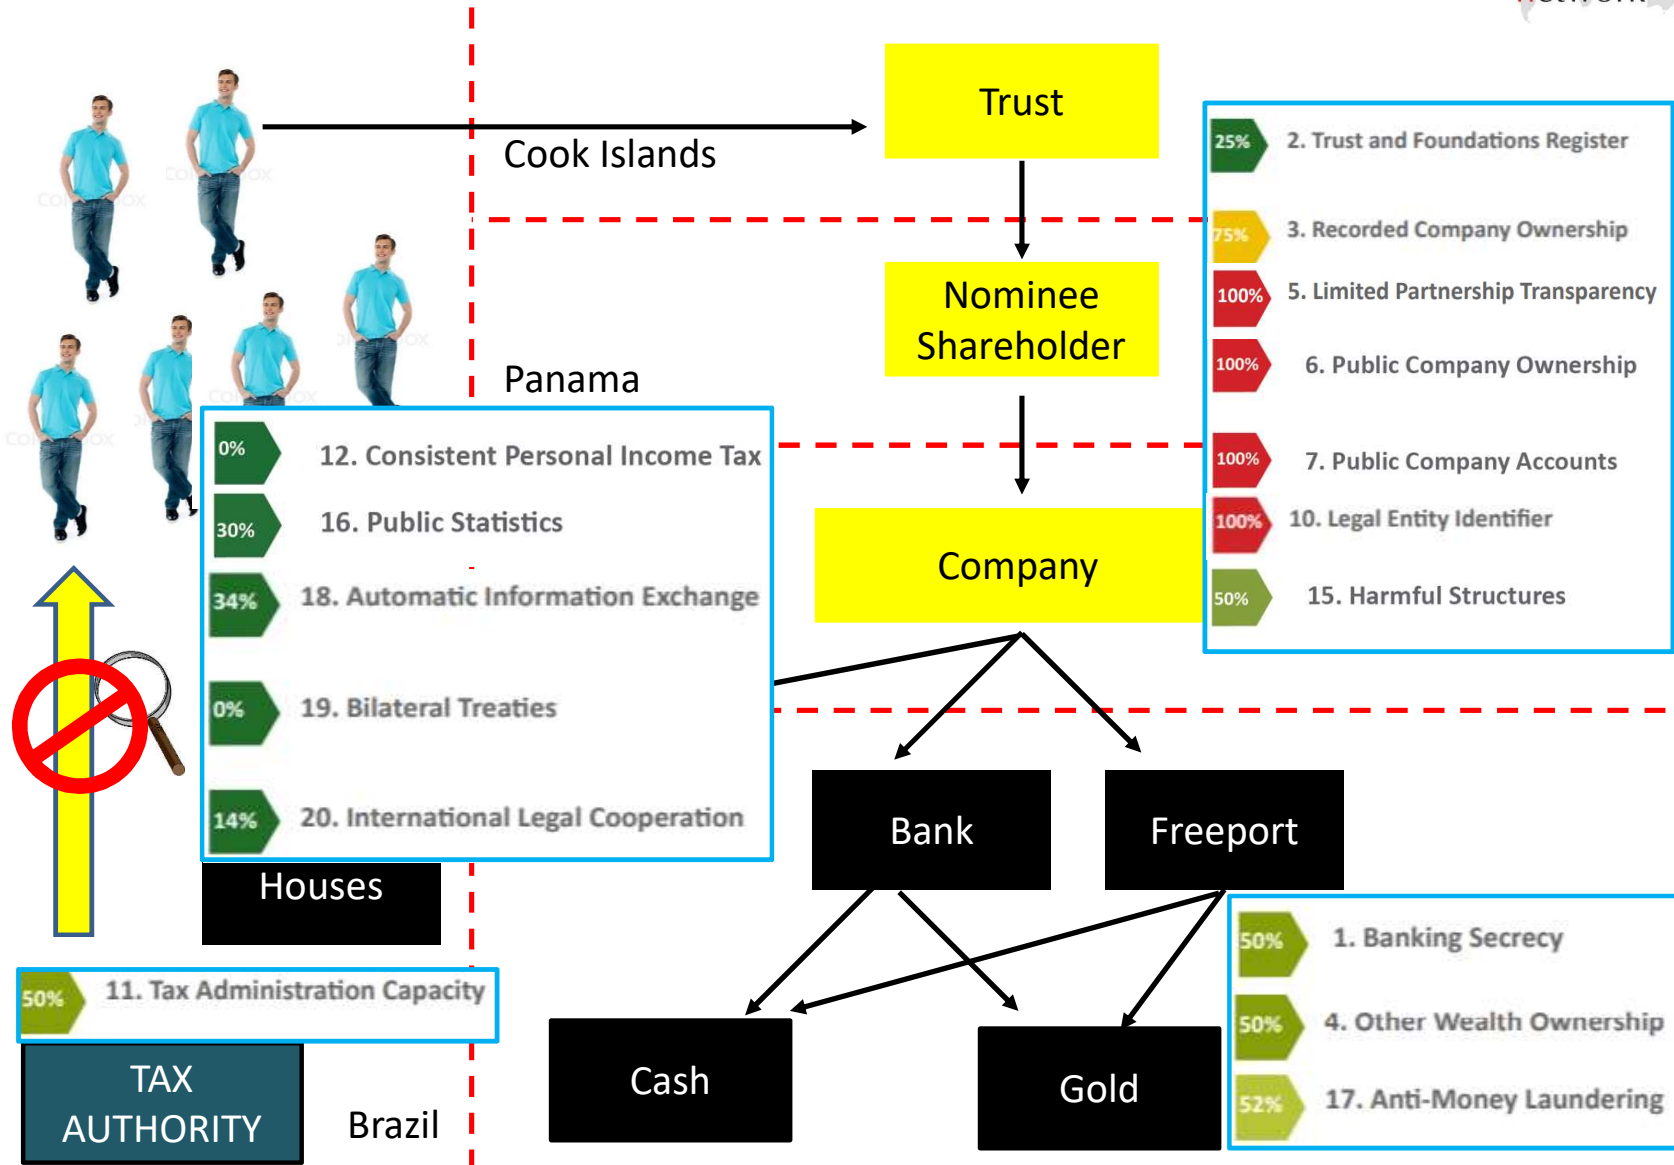 network
Trust
Cook Islands
25% 2. Trust and Foundations Register
75% 3. Recorded Company Ownership
Nominee
Shareholder
100% 5. Limited Partnership Transparency
100% 6. Public Company Ownership
Panama
0% 12. Consistent Personal Income Tax
100% 7. Public Company Accounts
30% 16. Public Statistics
100% 10. Legal Entity Identifier
Company
34% 18. Automatic Information Exchange
50% 15. Harmful Structures
0% 19. Bilateral Treaties
14% 20. International Legal Cooperation
Bank
Freeport
Houses
50% 1. Banking Secrecy
50% 11. Tax Administration Capacity
50% 4. Other Wealth Ownership
Cash
Gold
52% 17. Anti-Money Laundering
TAX
AUTHORITY
Brazil